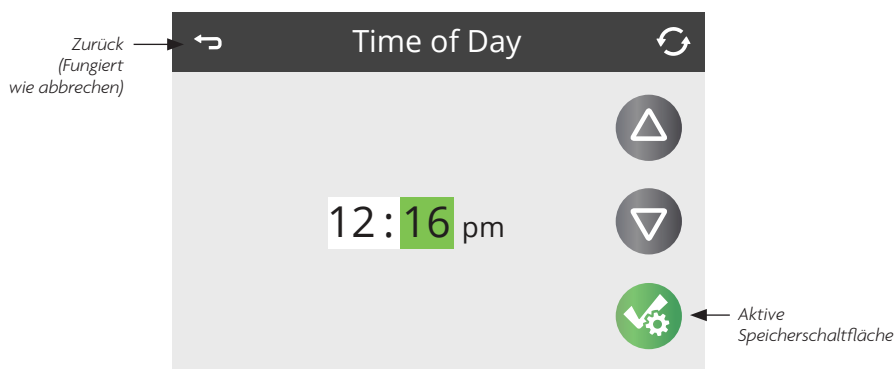 Zurück
(Fungiert
wie abbrechen)
Time of Day
12:16 pm
Aktive
Speicherschaltfläche